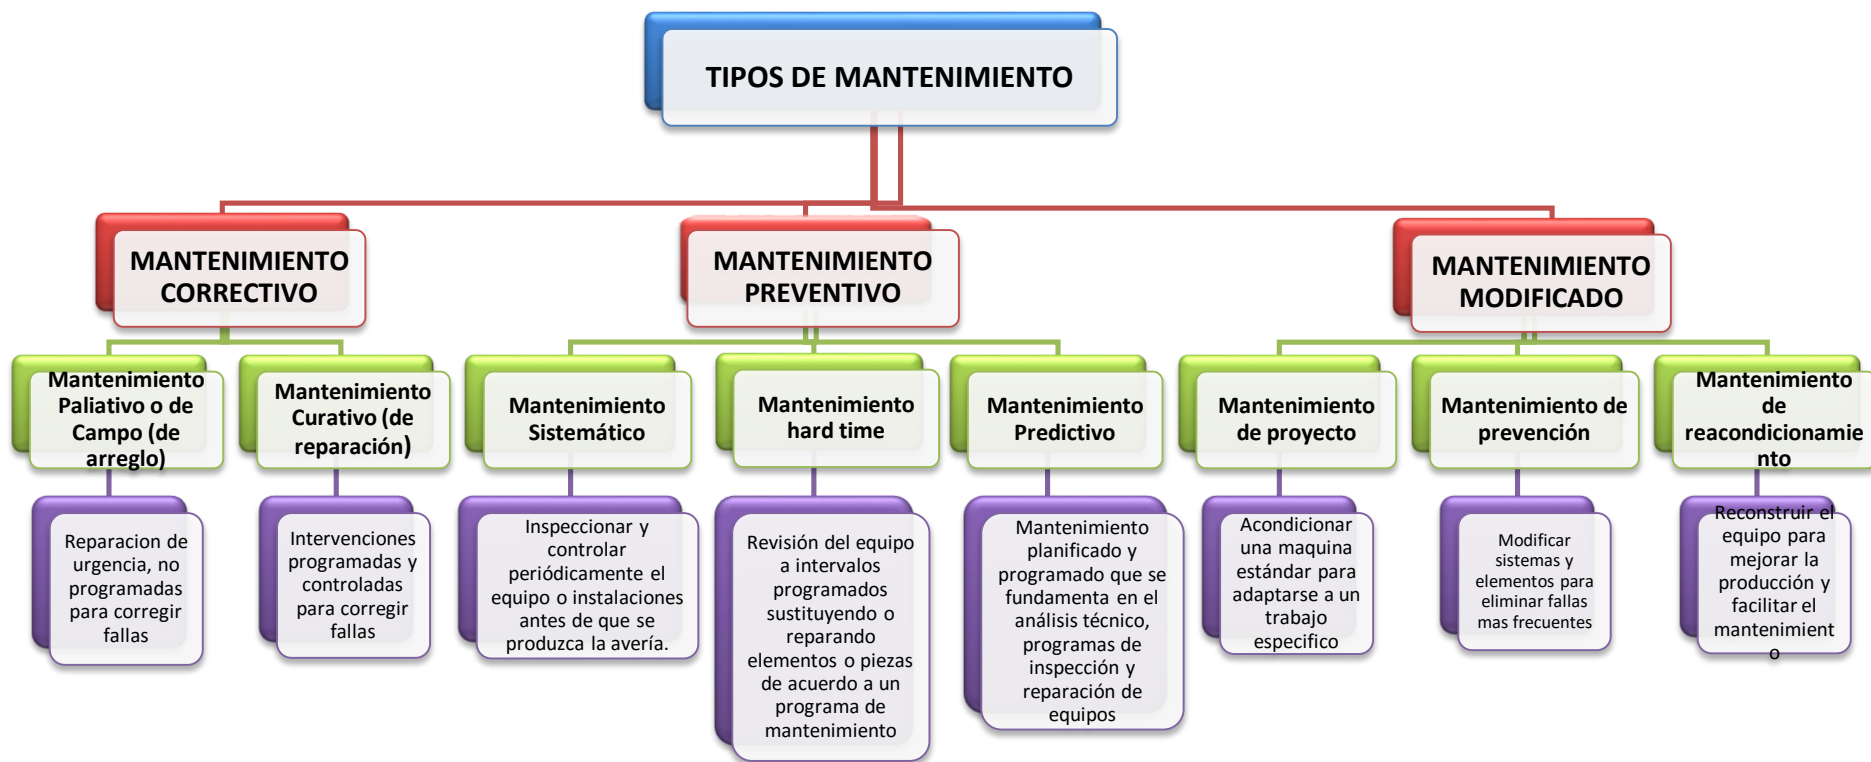 TIPOS DE MANTENIMIENTO
MANTENIMIENTO
CORRECTIVO
MANTENIMIENTO
PREVENTIVO
MANTENIMIENTO
MODIFICADO
Mantenimiento
Paliativo o de
Campo (de
arreglo)
Mantenimiento
Curativo (de
reparación)
Mantenimiento
Sistemático
Mantenimiento
hard time
Mantenimiento
Predictivo
Mantenimiento
de proyecto
Mantenimiento de
prevención
Mantenimiento
de
reacondicionamie
nto
Reparacion de
urgencia, no
programadas
para corregir
fallas
Intervenciones
programadas y
controladas
para corregir
fallas
Inspeccionar y
controlar
periódicamente el
equipo o instalaciones
antes de que se
produzca la avería.
Revisión del equipo
a intervalos
programados
sustituyendo o
reparando
elementos o piezas
de acuerdo a un
programa de
mantenimiento
Mantenimiento
planificado y
programado que se
fundamenta en el
análisis técnico,
programas de
inspección y
reparación de
equipos
Acondicionar
una maquina
estándar para
adaptarse a un
trabajo
especifico
Modificar
sistemas y
elementos para
eliminar fallas
mas frecuentes
Reconstruir el
equipo para
mejorar la
producción y
facilitar el
mantenimient
o